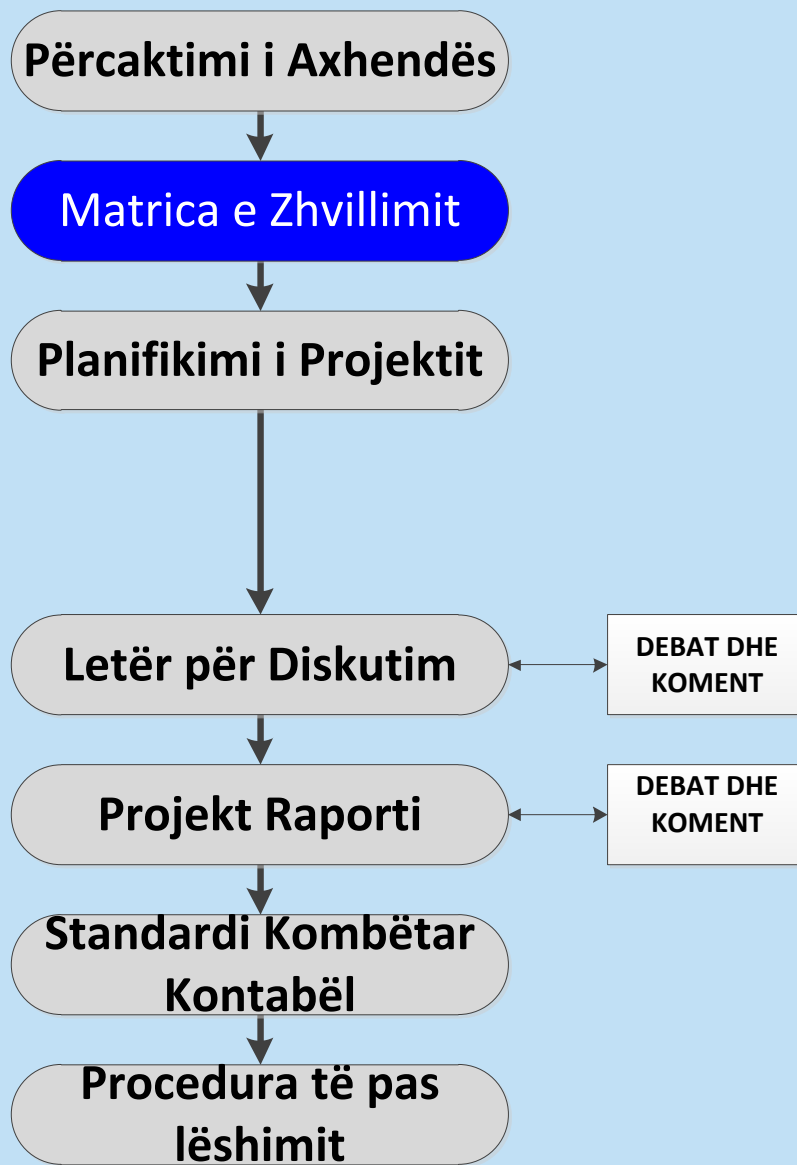 Përcaktimi i Axhendës
Matrica e Zhvillimit
Planifikimi i Projektit
Letër për Diskutim
DEBAT DHE
KOMENT
Projekt Raporti
DEBAT DHE
KOMENT
Standardi Kombëtar
Kontabël
Procedura të pas
lëshimit